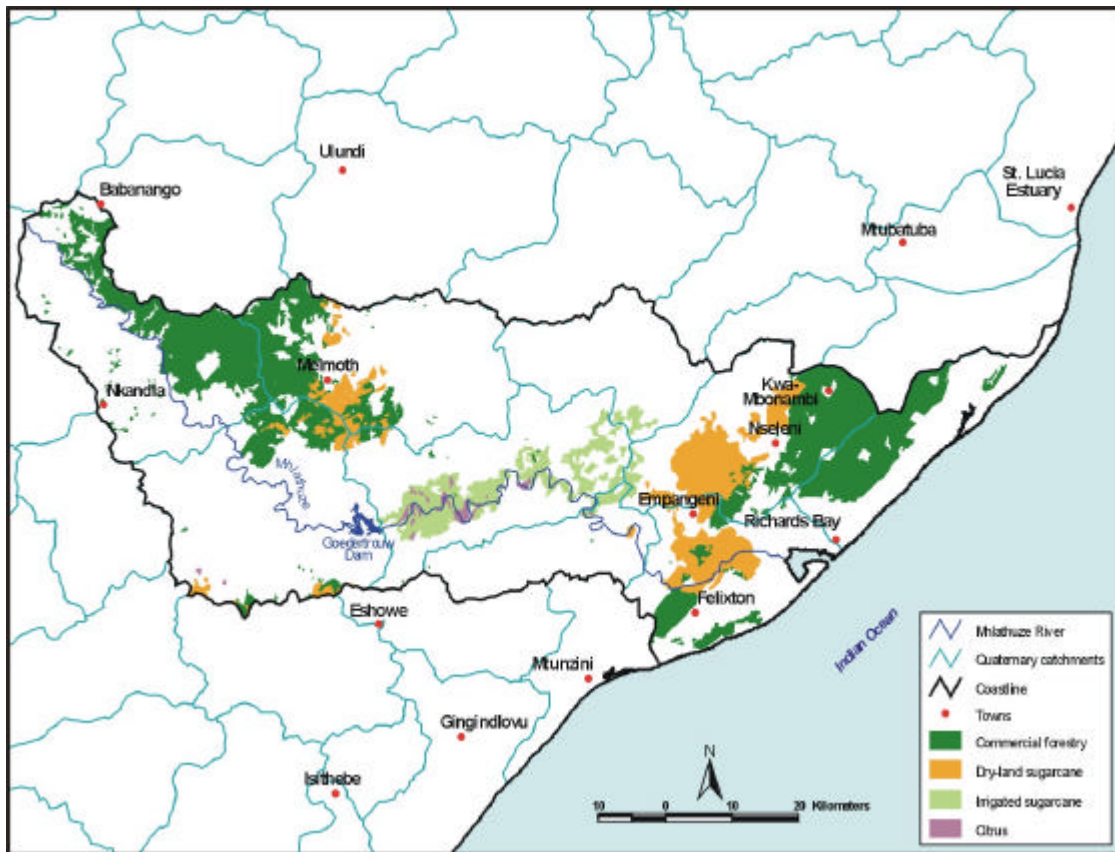 Ulundi
Babanango
St. Lucia
Estuary
Mtubatuba
Melmoth
Nkandla
Kwa-
Mbonambi
Nseleni
Mhlathuze
Empangeni
Richards Bay
Goedertrouw
Dam
Felixton
Eshowe
Mtunzini
Gingindlovu
Isithebe
Indian Ocean
N
10 0 10 20 Kilometers
Mhlathuze River
Quaternary catchments
Coastline
Towns
Commercial forestry
Dry-land sugarcane
Irrigated sugarcane
Citrus